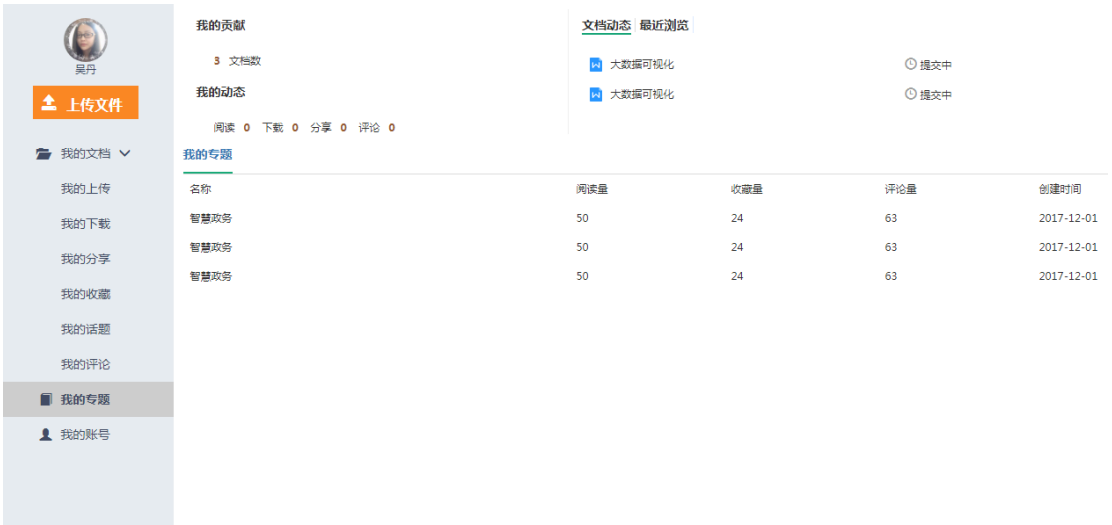 吴丹
上传文件
我的文档
我的上传
我的下载
我的分享
我的收藏
我的话题
我的评论
我的专题
我的账号
我的贡献
3 文档数
我的动态
阅读 0 下载 0 分享 0 评论 0
文档动态 最近浏览
大数据可视化 提交中
大数据可视化 提交中
我的专题
名称 阅读量 收藏量 评论量 创建时间
智慧政务 50 24 63 2017-12-01
智慧政务 50 24 63 2017-12-01
智慧政务 50 24 63 2017-12-01